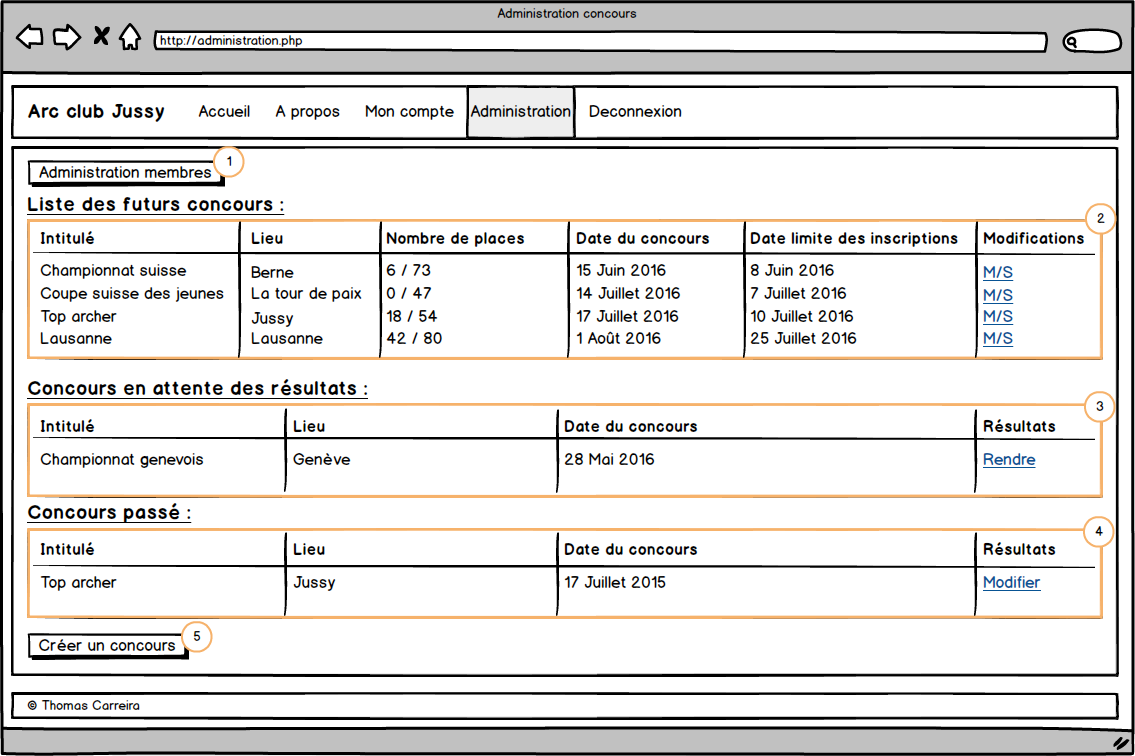 Administration concours
http://administration.php
Arc club Jussy Accueil A propos Mon compte Administration Deconnexion
Administration membres 1
Liste des futurs concours :
2
Intitulé Lieu Nombre de places Date du concours Date limite des inscriptions Modifications
Championnat suisse Berne 6 / 73 15 Juin 2016 8 Juin 2016 M/S
Coupe suisse des jeunes La tour de paix 0 / 47 14 Juillet 2016 7 Juillet 2016 M/S
Top archer Jussy 18 / 54 17 Juillet 2016 10 Juillet 2016 M/S
Lausanne Lausanne 42 / 80 1 Août 2016 25 Juillet 2016 M/S
Concours en attente des résultats :
3
Intitulé Lieu Date du concours Résultats
Championnat genevois Genève 28 Mai 2016 Rendre
Concours passé :
4
Intitulé Lieu Date du concours Résultats
Top archer Jussy 17 Juillet 2015 Modifier
Créer un concours 5
© Thomas Carreira